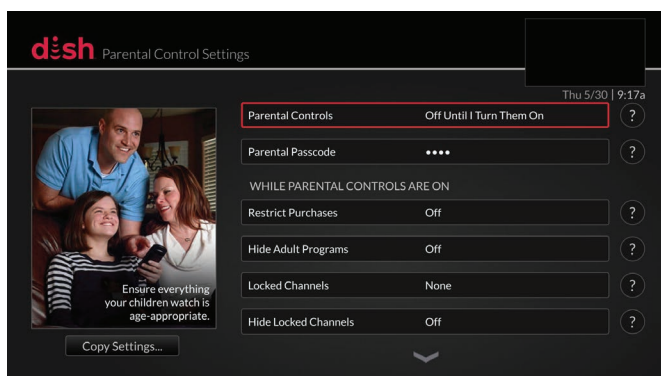 dish Parental Control Settings
Thu 5/30 | 9:17a
Parental Controls Off Until I Turn Them On ?
Parental Passcode •••• ?
WHILE PARENTAL CONTROLS ARE ON
Restrict Purchases Off ?
Hide Adult Programs Off ?
Locked Channels None ?
Hide Locked Channels Off ?
Ensure everything
your children watch is
age-appropriate.
Copy Settings...